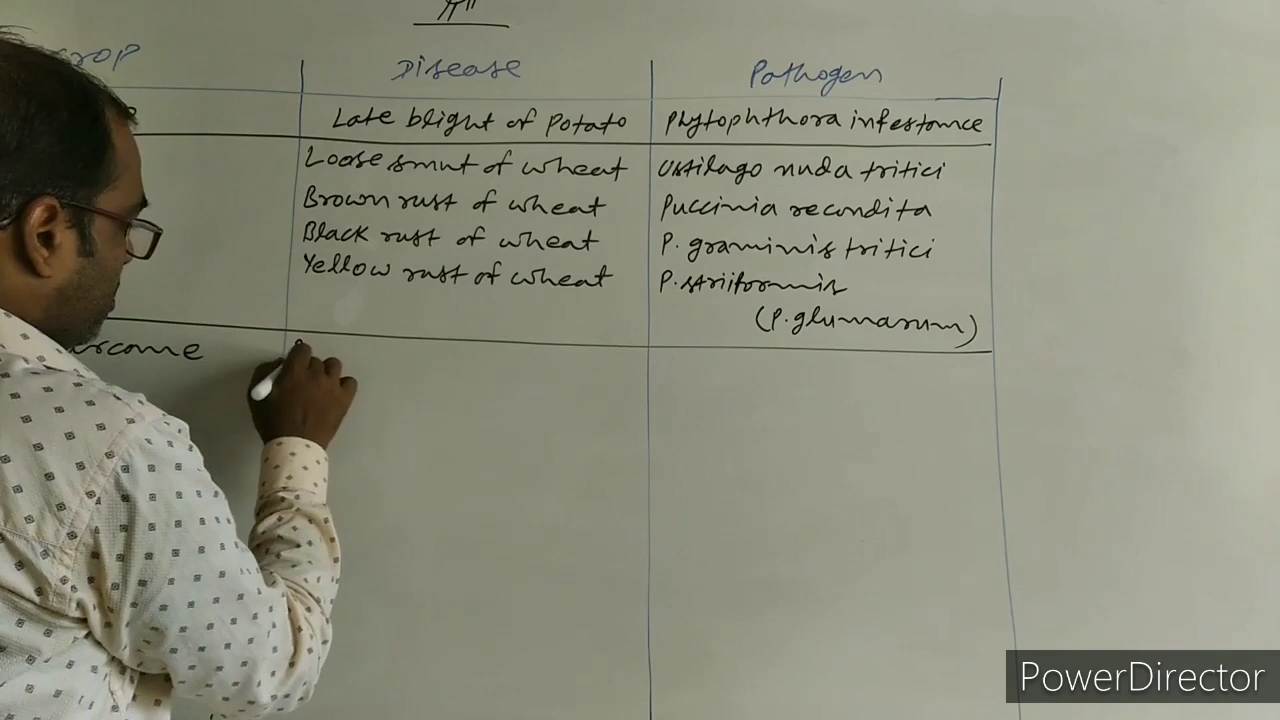 Disease
Pathogen
Late blight of Potato
Phytophthora infestance
Loose smut of wheat
Ustilago nuda tritici
Brown rust of wheat
Puccinia recondita
Black rust of wheat
P. graminis tritici
Yellow rust of wheat
P. striiformis
(P. glumarum)
PowerDirector